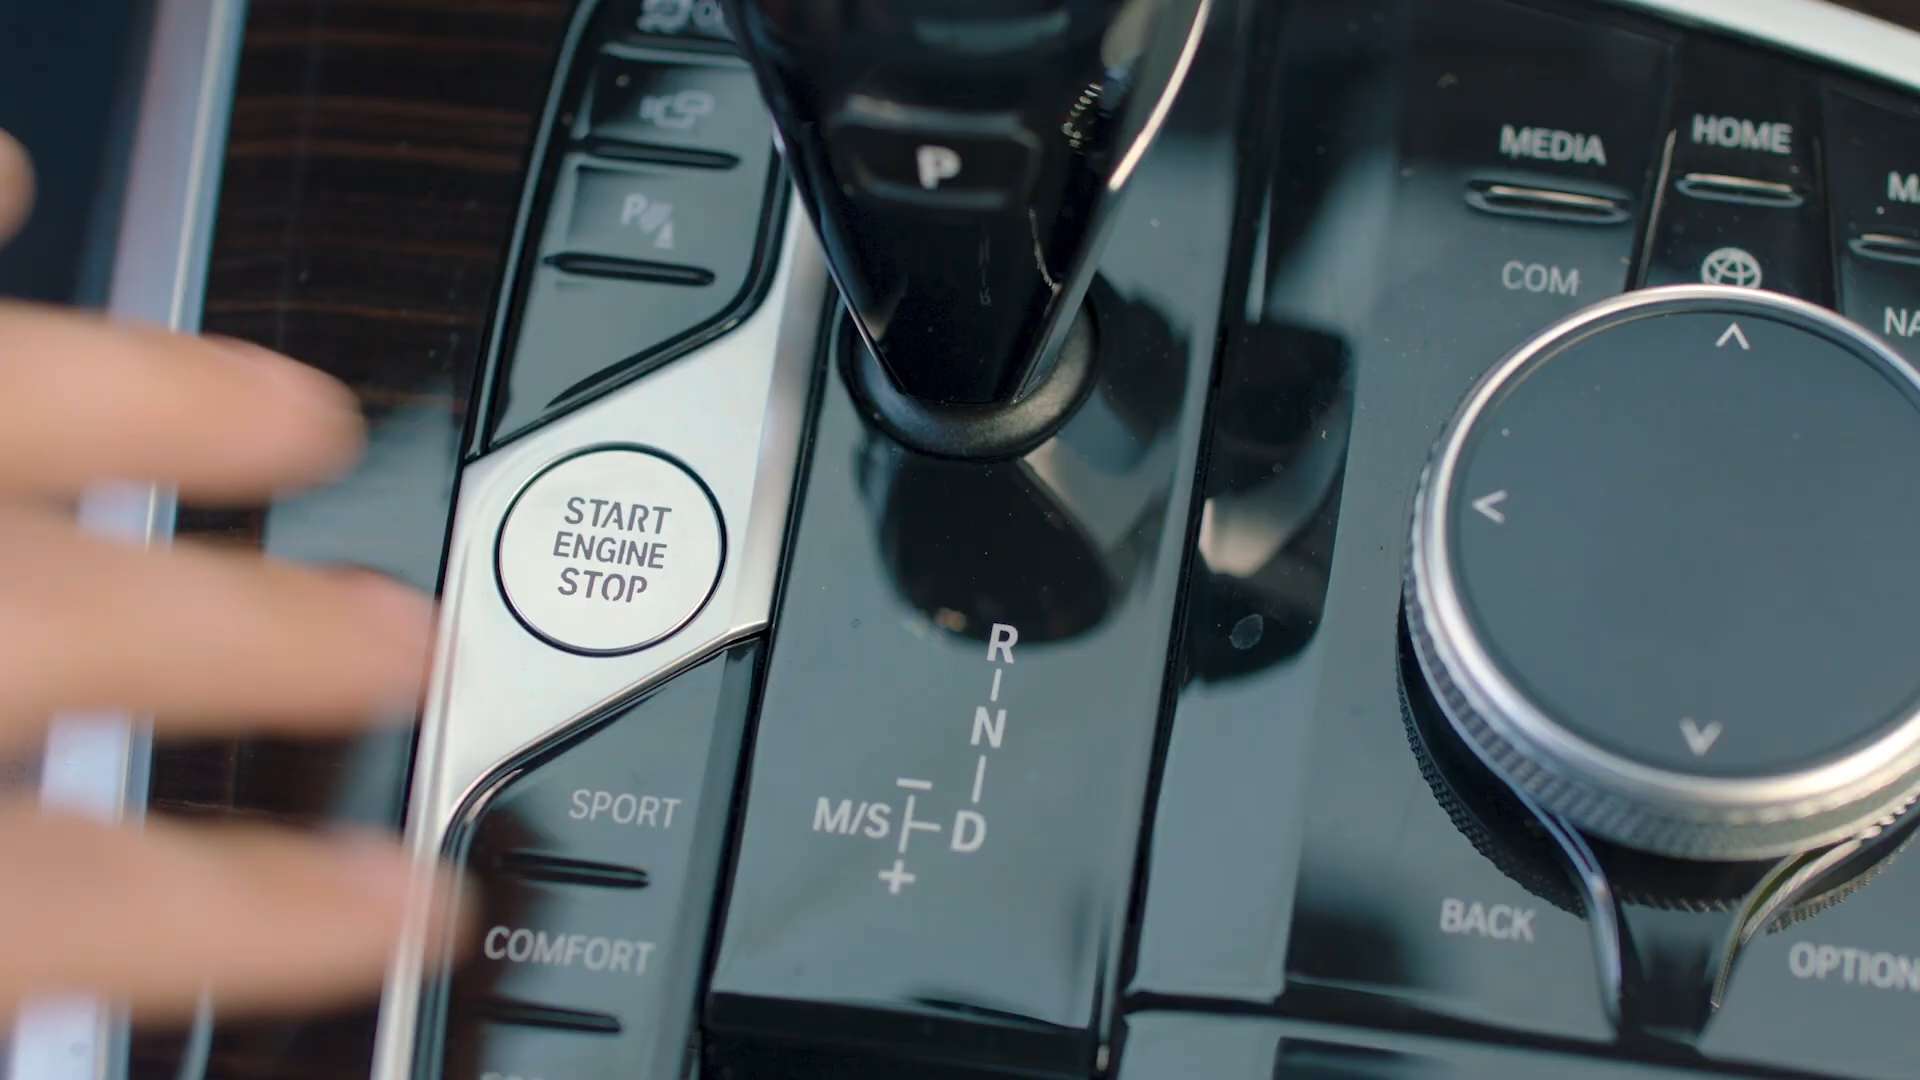 P
MEDIA
HOME
COM
START
ENGINE
STOP
R
N
M/S
D
+
SPORT
COMFORT
BACK